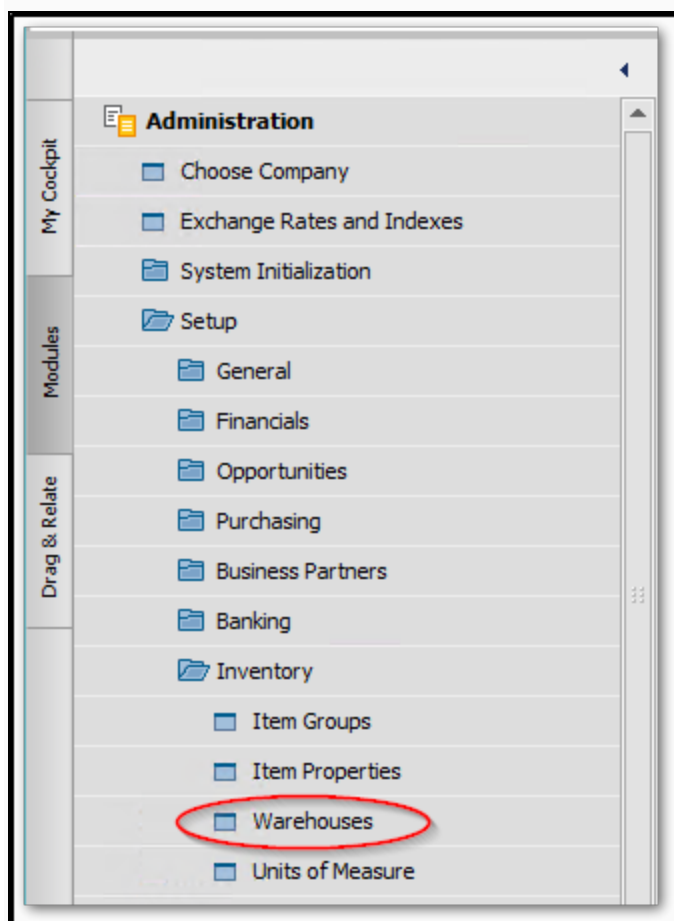 My Cockpit
Modules
Drag & Relate
Administration
Choose Company
Exchange Rates and Indexes
System Initialization
Setup
General
Financials
Opportunities
Purchasing
Business Partners
Banking
Inventory
Item Groups
Item Properties
Warehouses
Units of Measure